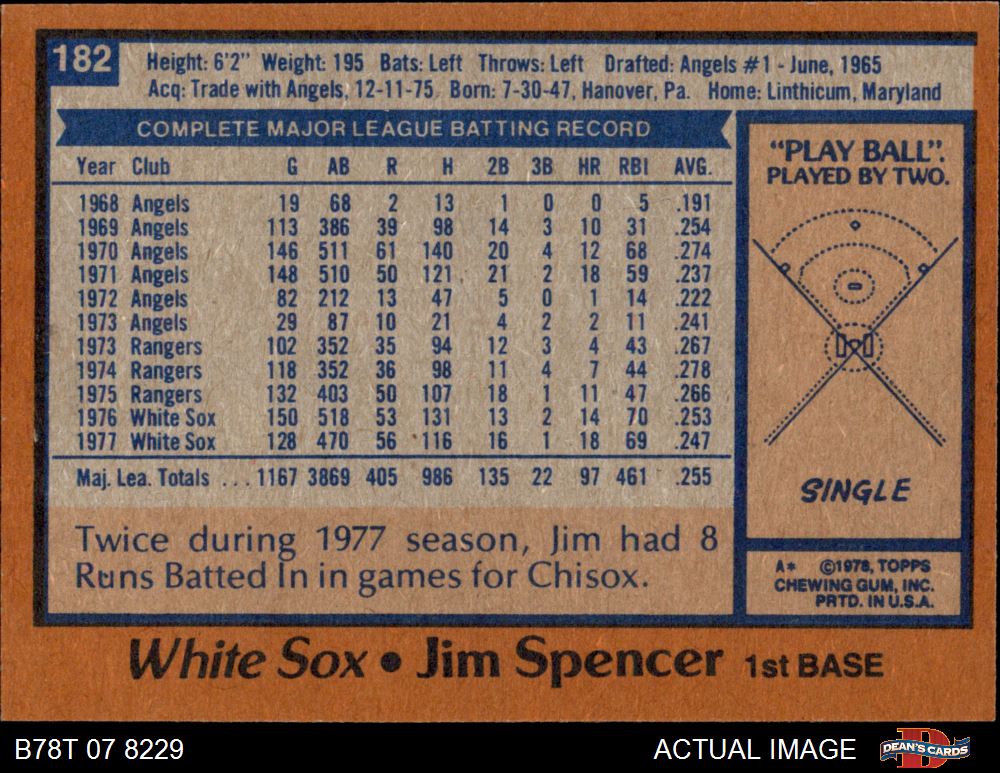 182
Height: 6'2" Weight: 195 Bats: Left Throws: Left Drafted: Angels #1 - June, 1965
Acq: Trade with Angels, 12-11-75. Born: 7-30-47, Hanover, Pa. Home: Linthicum, Maryland
COMPLETE MAJOR LEAGUE BATTING RECORD
Year Club G AB R H 2B 3B HR RBI AVG.
1968 Angels 19 68 2 13 1 0 0 5 .191
1969 Angels 113 386 39 98 14 3 10 31 .254
1970 Angels 146 511 61 140 20 4 12 68 .274
1971 Angels 148 510 50 121 21 2 18 59 .237
1972 Angels 82 212 13 47 5 0 1 14 .222
1973 Angels 29 87 10 21 4 2 2 11 .241
1973 Rangers 102 352 35 94 12 3 4 43 .267
1974 Rangers 118 352 36 98 11 4 7 44 .278
1975 Rangers 132 403 50 107 18 1 11 47 .266
1976 White Sox 150 518 53 131 13 2 14 70 .253
1977 White Sox 128 470 56 116 16 1 18 69 .247
Maj. Lea. Totals ... 1167 3869 405 986 135 22 97 461 .255
Twice during 1977 season, Jim had 8
Runs Batted In in games for Chisox.
"PLAY BALL".
PLAYED BY TWO.
SINGLE
A* ©1978, TOPPS
CHEWING GUM, INC.
PRTD. IN U.S.A.
White Sox • Jim Spencer 1st BASE
B78T 07 8229
ACTUAL IMAGE
DEAN'S CARDS